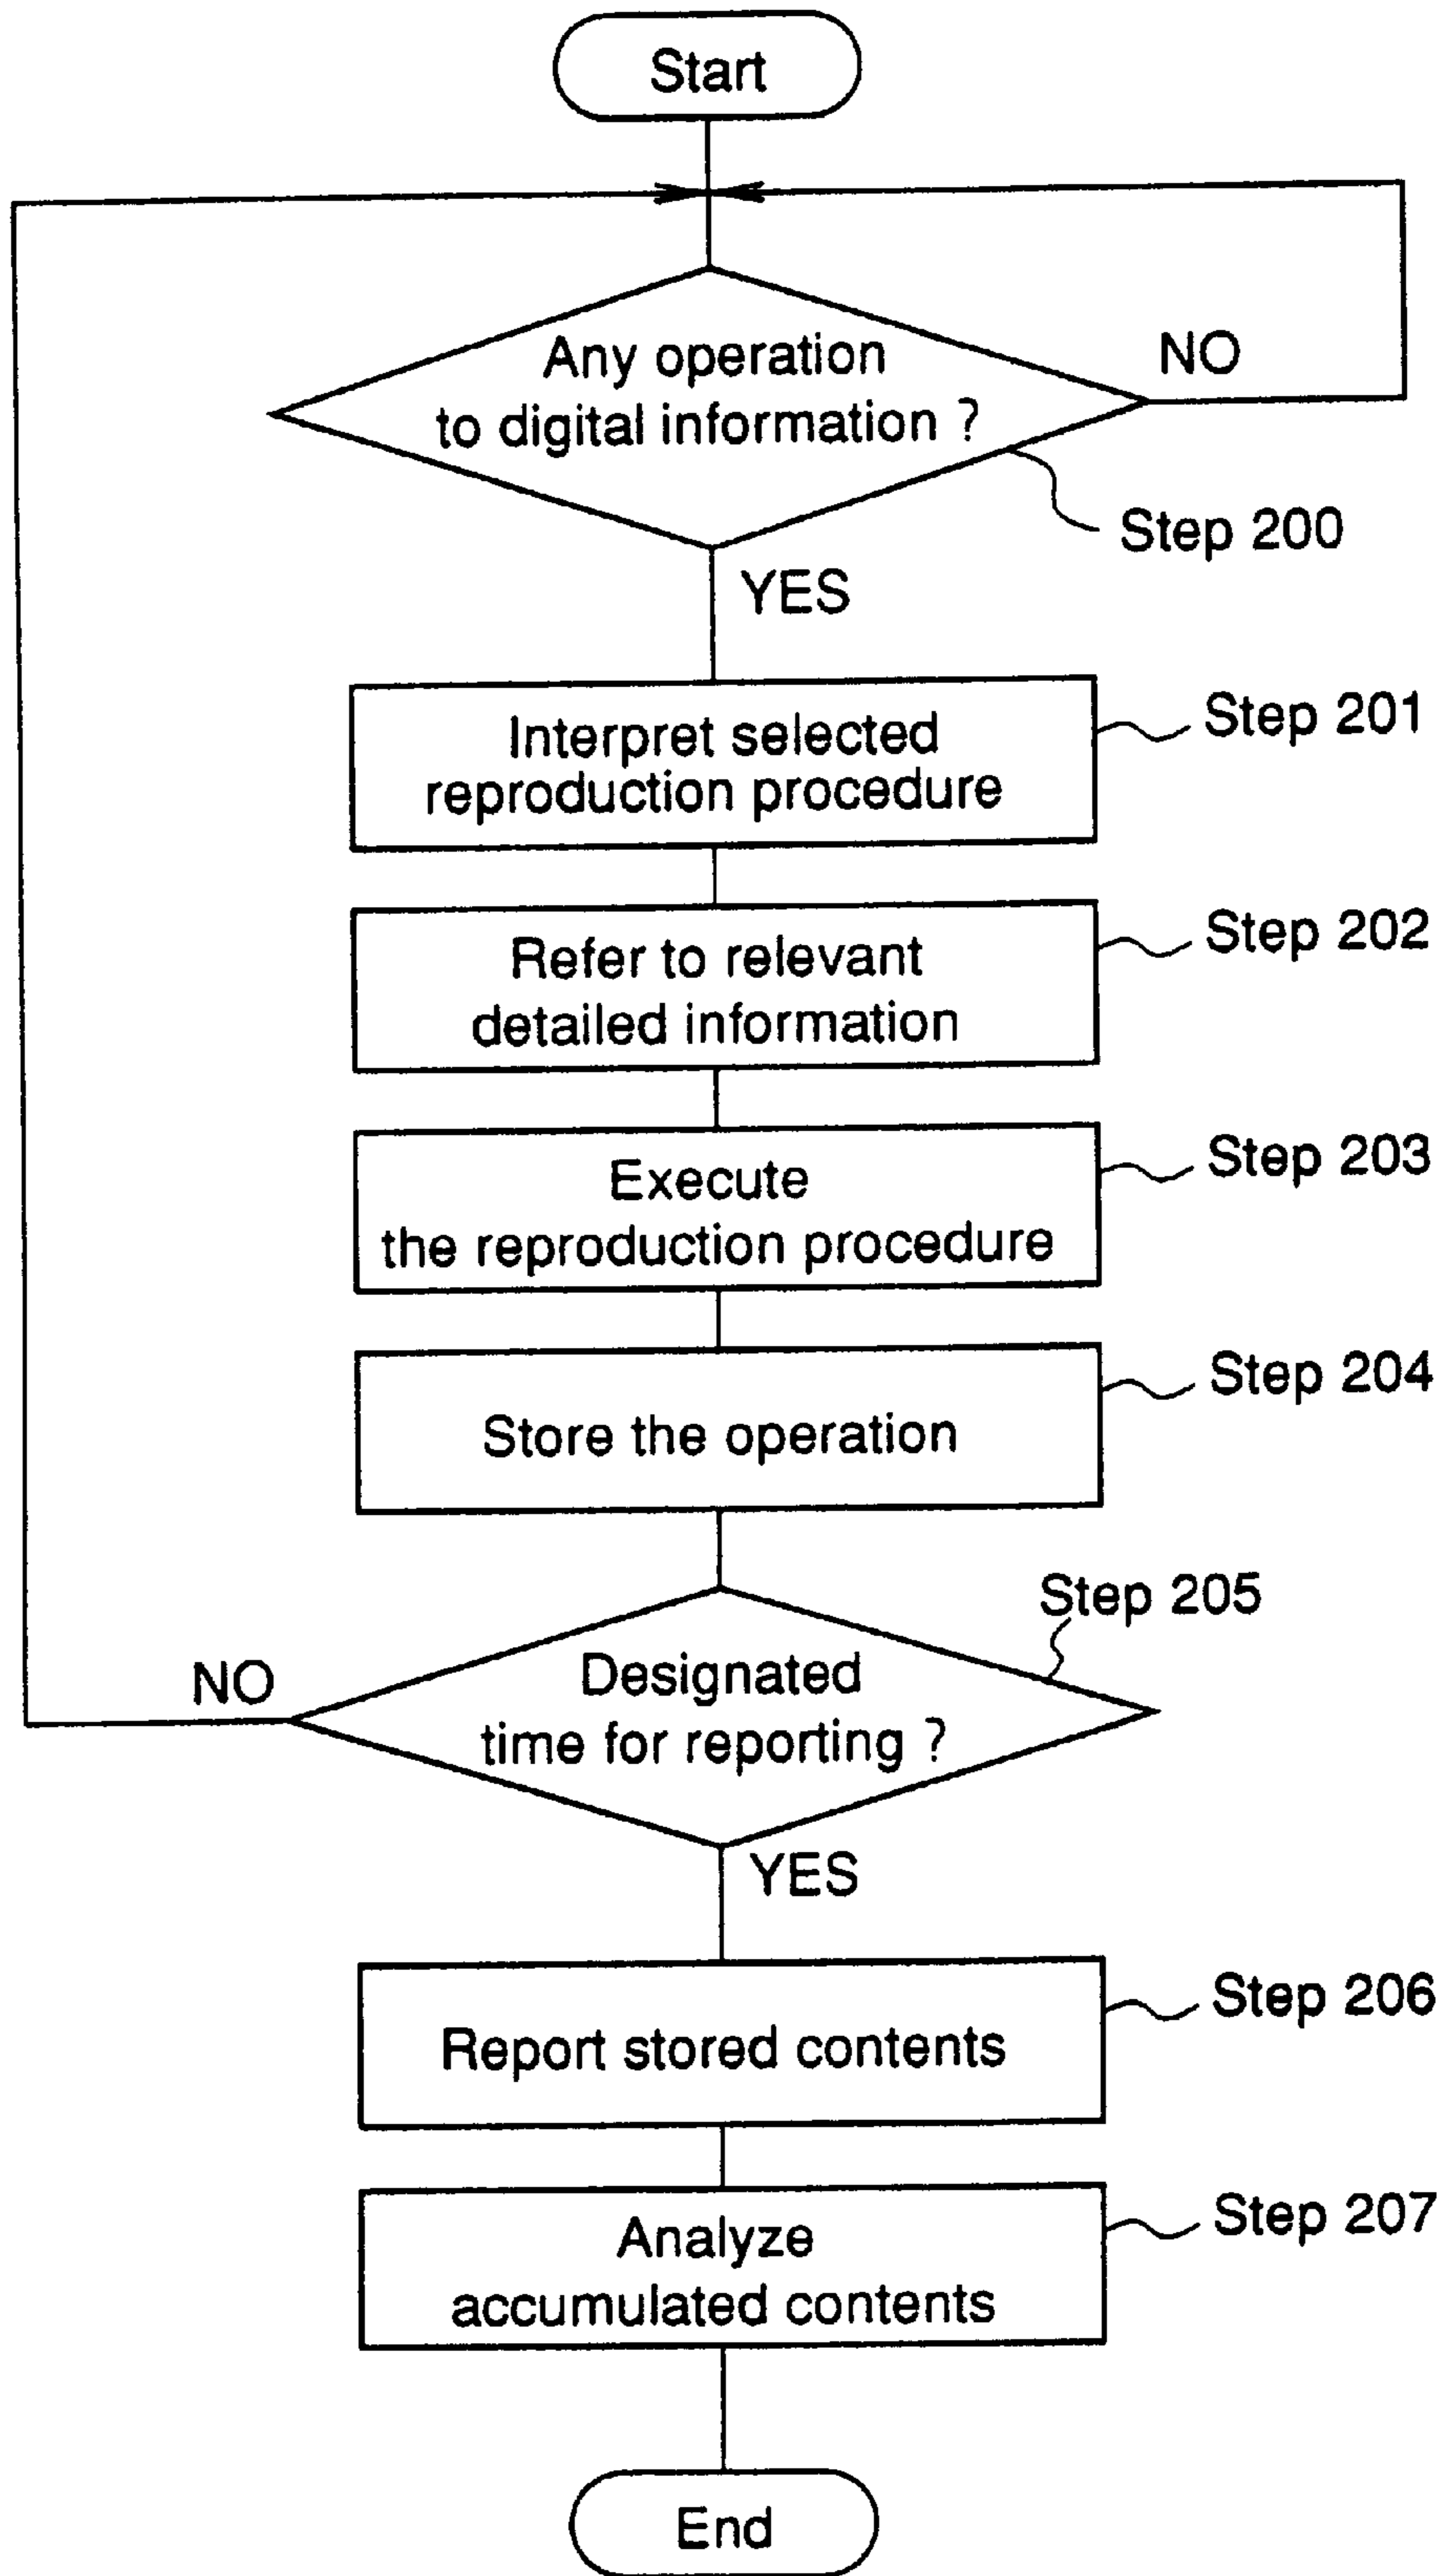 Start
Any operation
to digital information ?
NO
Step 200
YES
Interpret selected
reproduction procedure
Step 201
Refer to relevant
detailed information
Step 202
Execute
the reproduction procedure
Step 203
Store the operation
Step 204
Step 205
Designated
time for reporting ?
NO
YES
Report stored contents
Step 206
Analyze
accumulated contents
Step 207
End